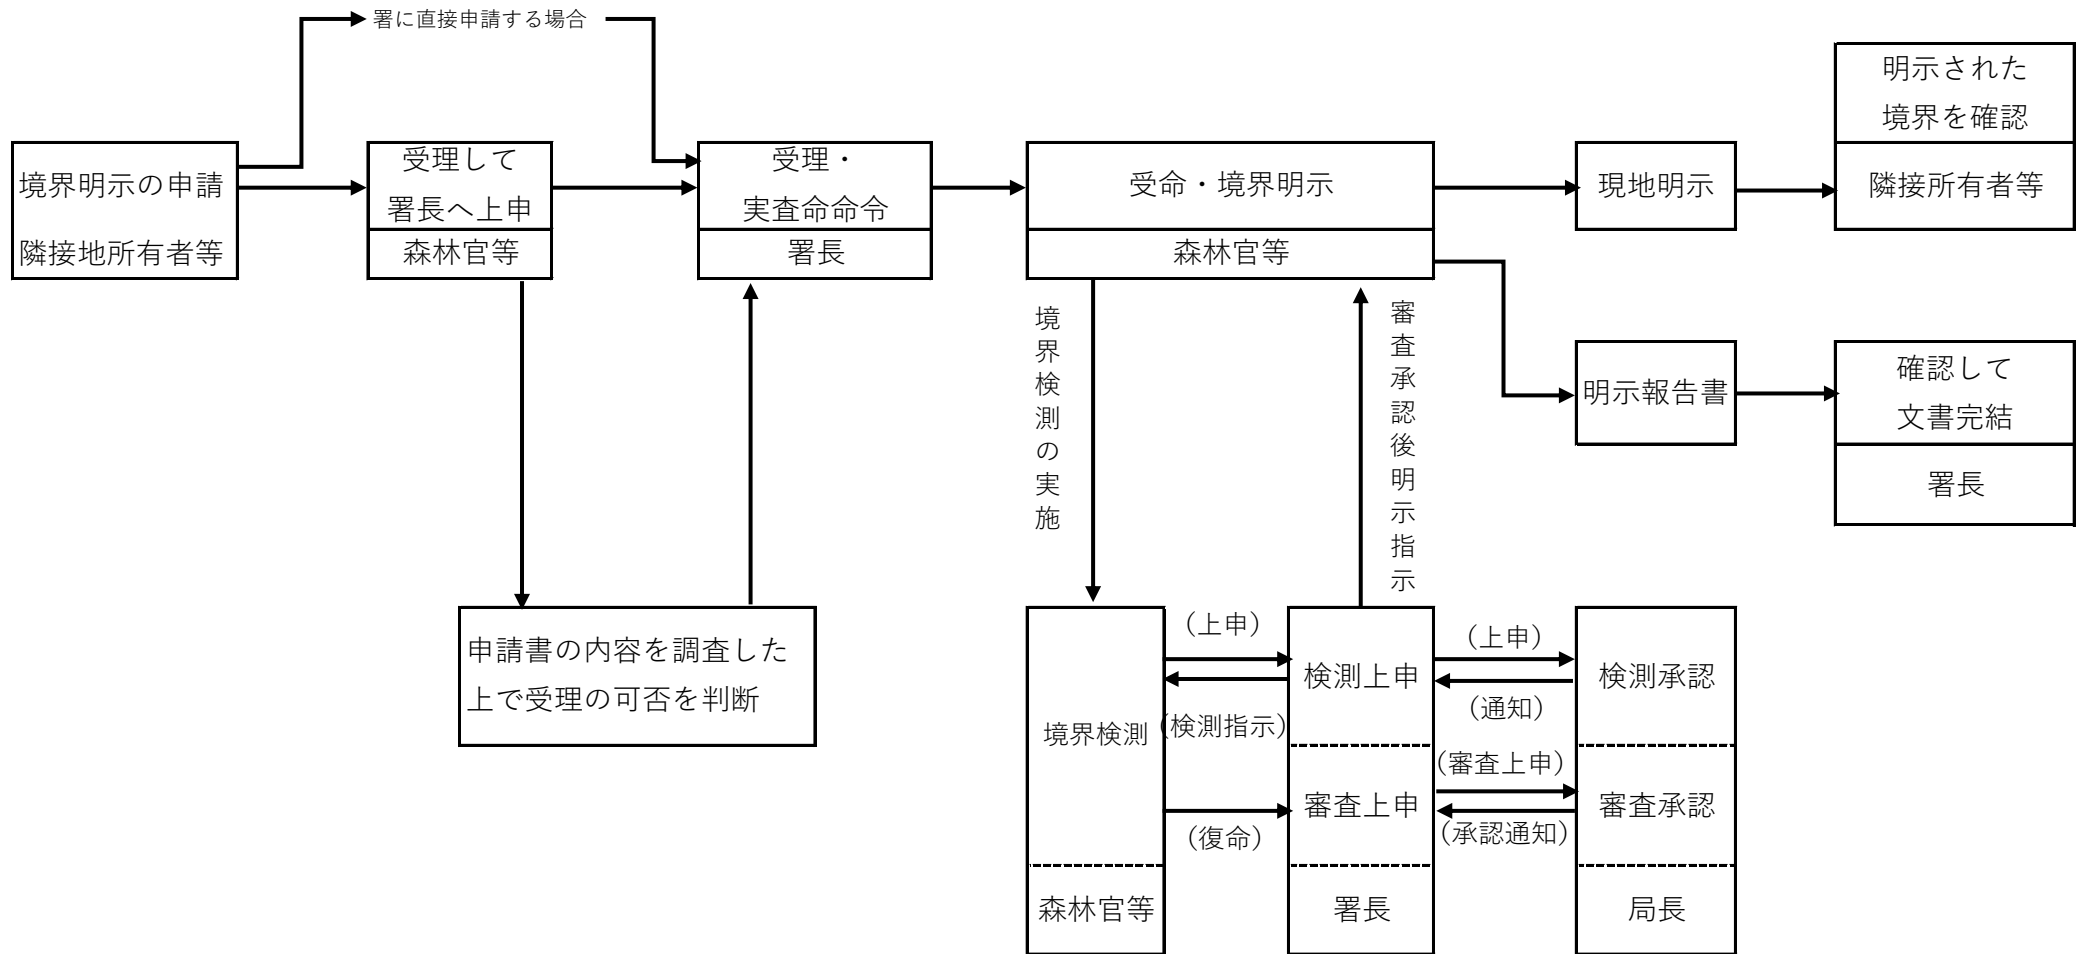 署に直接申請する場合
境界明示の申請
隣接地所有者等
受理して
署長へ上申
森林官等
受理・
実査命命令
署長
受命・境界明示
森林官等
現地明示
明示された
境界を確認
隣接所有者等
明示報告書
確認して
文書完結
署長
申請書の内容を調査した
上で受理の可否を判断
境界検測の実施
審査承認後明示指示
境界検測
森林官等
（上申）
（検測指示）
（復命）
検測上申
審査上申
署長
（上申）
（通知）
（審査上申）
（承認通知）
検測承認
審査承認
局長